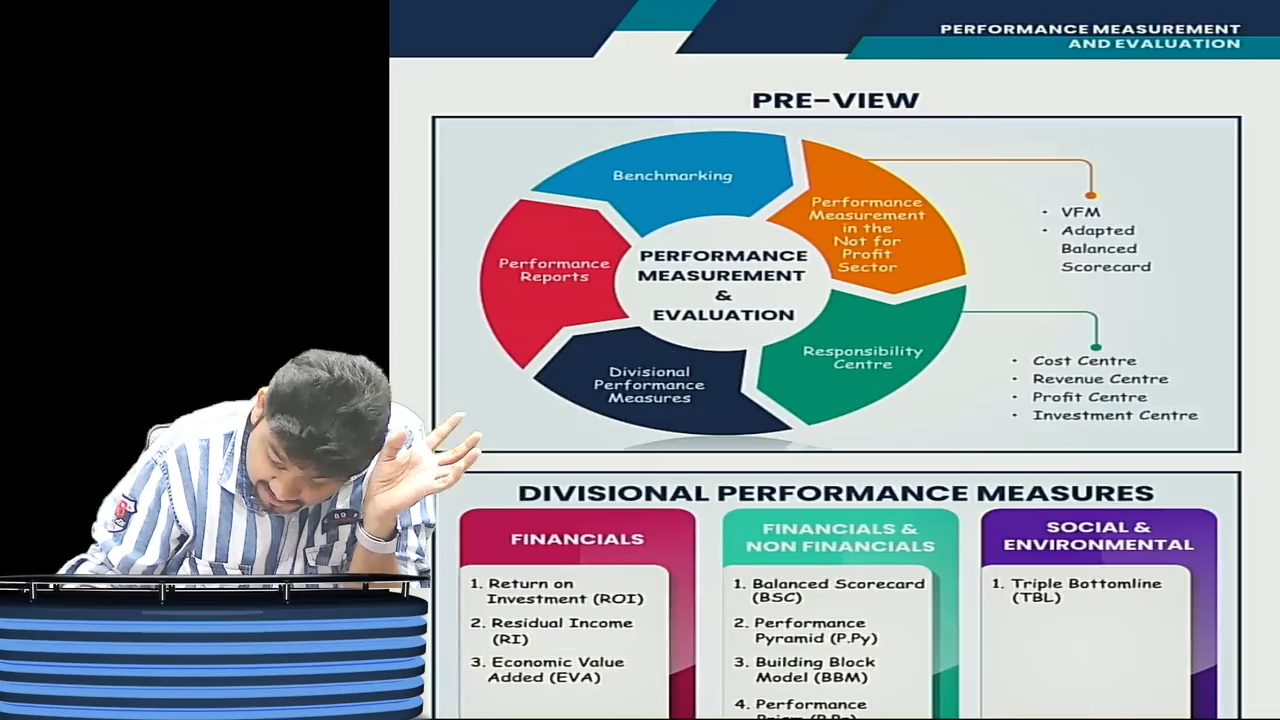 PERFORMANCE MEASUREMENT
AND EVALUATION
PRE-VIEW
Benchmarking
Performance
Measurement
in the
Not for
Profit
Sector
• VFM
• Adapted
Balanced
Scorecard
Performance
Reports
PERFORMANCE
MEASUREMENT
&
EVALUATION
Responsibility
Centre
• Cost Centre
• Revenue Centre
• Profit Centre
• Investment Centre
Divisional
Performance
Measures
DIVISIONAL PERFORMANCE MEASURES
FINANCIALS
1. Return on
Investment (ROI)
2. Residual Income
(RI)
3. Economic Value
Added (EVA)
FINANCIALS &
NON FINANCIALS
1. Balanced Scorecard
(BSC)
2. Performance
Pyramid (P.Py)
3. Building Block
Model (BBM)
4. Performance
SOCIAL &
ENVIRONMENTAL
1. Triple Bottomline
(TBL)